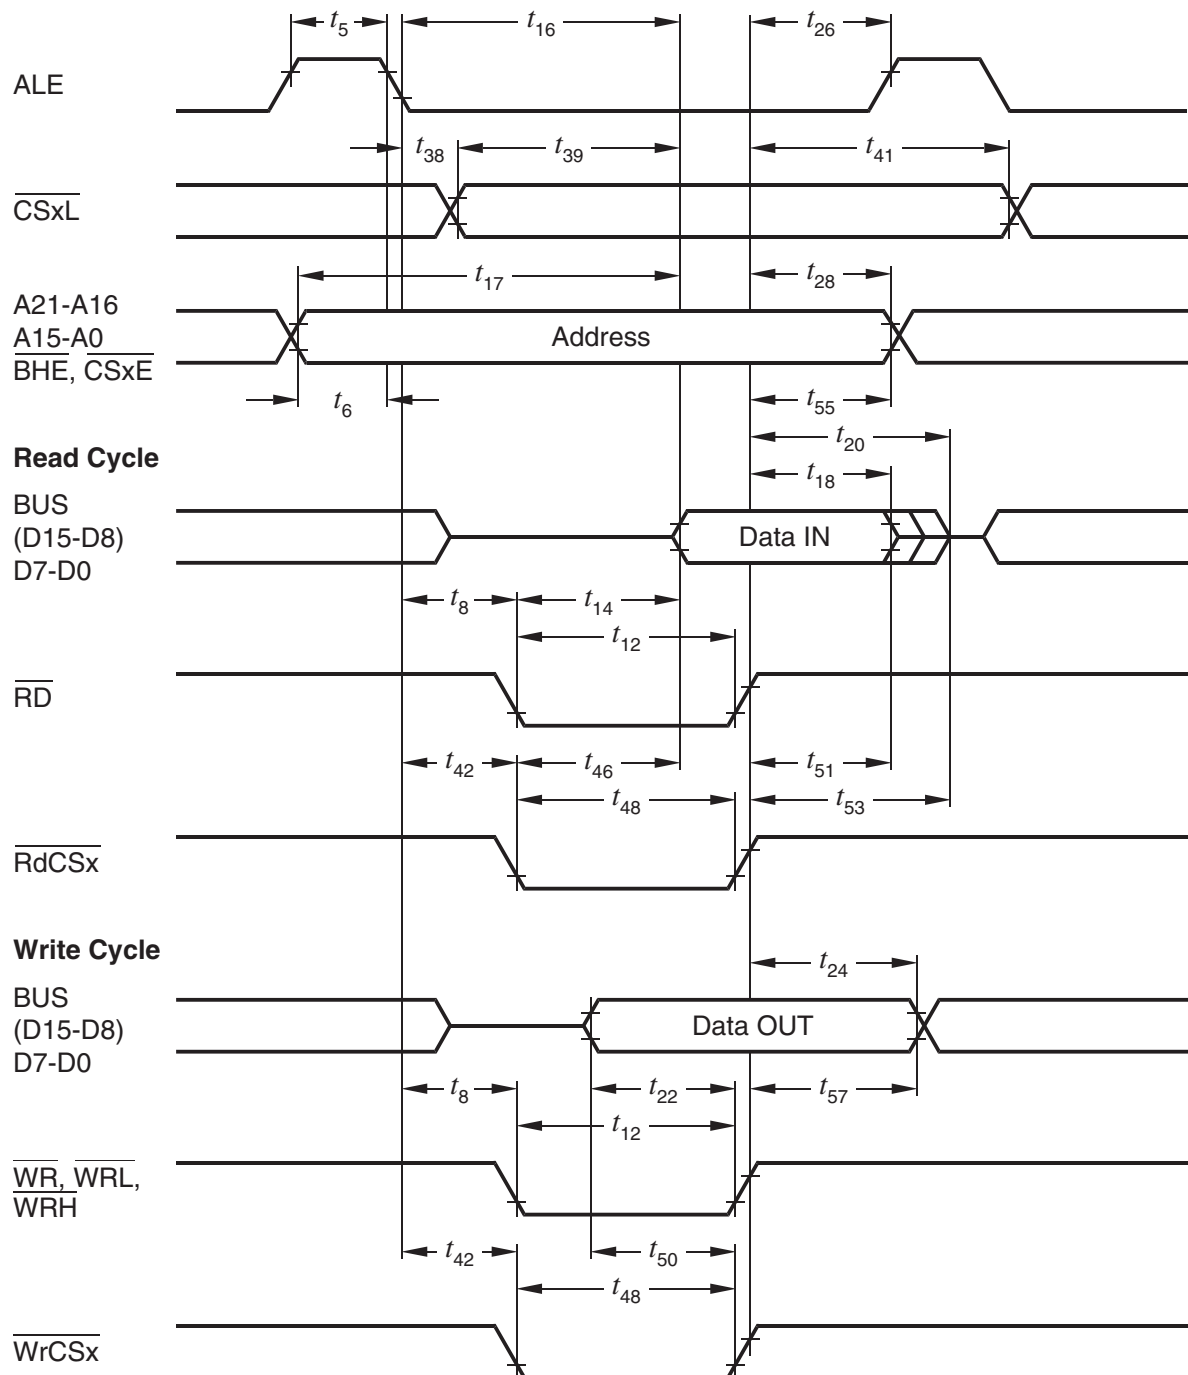 t5 t16 t26
ALE
t38 t39 t41
CSxL
t17 t28
A21-A16
A15-A0
BHE, CSxE
Address
t6 t55
t20
Read Cycle
t18
BUS
(D15-D8)
D7-D0
Data IN
t8 t14
t12
RD
t42 t46 t51
t48 t53
RdCSx
Write Cycle
t24
BUS
(D15-D8)
D7-D0
Data OUT
t8 t22 t57
t12
WR, WRL,
WRH
t42 t50
t48
WrCSx